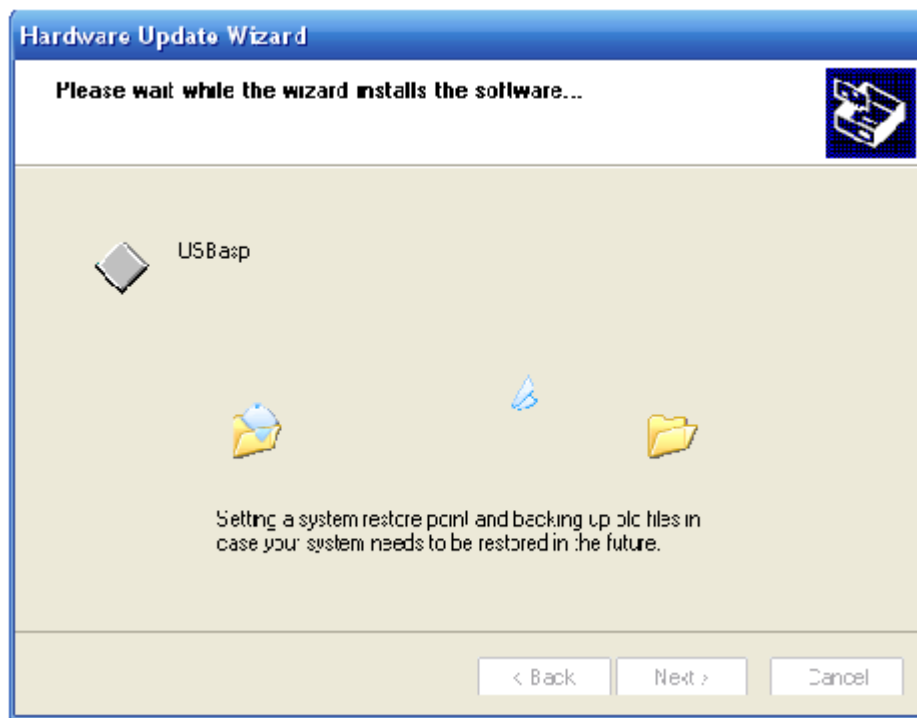 Hardware Update Wizard
Please wait while the wizard installs the software...
USBasp
Setting a system restore point and backing up old files in
case your system needs to be restored in the future.
< Back
Next >
Cancel